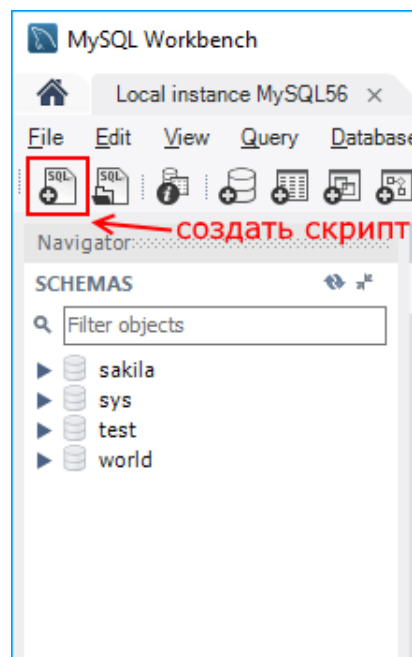 MySQL Workbench
Local instance MySQL56 ×
File Edit View Query Database
SQL SQL
создать скрипт
Navigator
SCHEMAS
Filter objects
sakila
sys
test
world